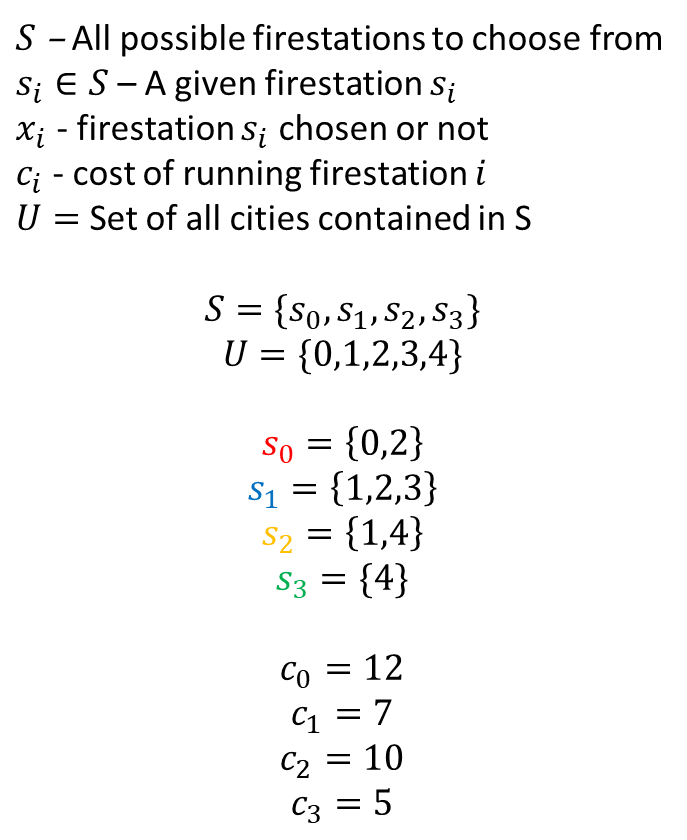 S – All possible firestations to choose from
sᵢ ∈ S – A given firestation sᵢ
xᵢ - firestation sᵢ chosen or not
cᵢ - cost of running firestation i
U = Set of all cities contained in S
S = {s₀, s₁, s₂, s₃}
U = {0,1,2,3,4}
s₀ = {0,2}
s₁ = {1,2,3}
s₂ = {1,4}
s₃ = {4}
c₀ = 12
c₁ = 7
c₂ = 10
c₃ = 5